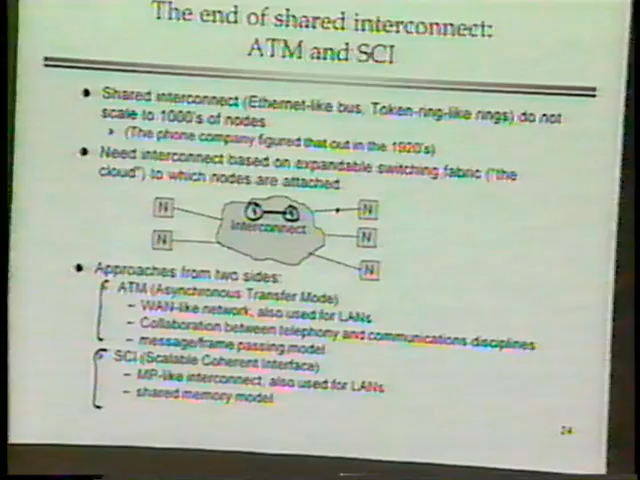 The end of shared interconnect:
ATM and SCI
Shared interconnect (Ethernet-like bus, Token-ring-like rings) do not
scale to 1000's of nodes
(The phone company figured that out in the 1920's)
Need interconnect based on expandable switching fabric ("the
cloud") to which nodes are attached
N
N
N
N
N
Interconnect
Approaches from two sides:
ATM (Asynchronous Transfer Mode)
– WAN-like network, also used for LANs
– Collaboration between telephony and communications disciplines
– message/frame passing model
SCI (Scalable Coherent Interface)
– MP-like interconnect, also used for LANs
– shared memory model
24